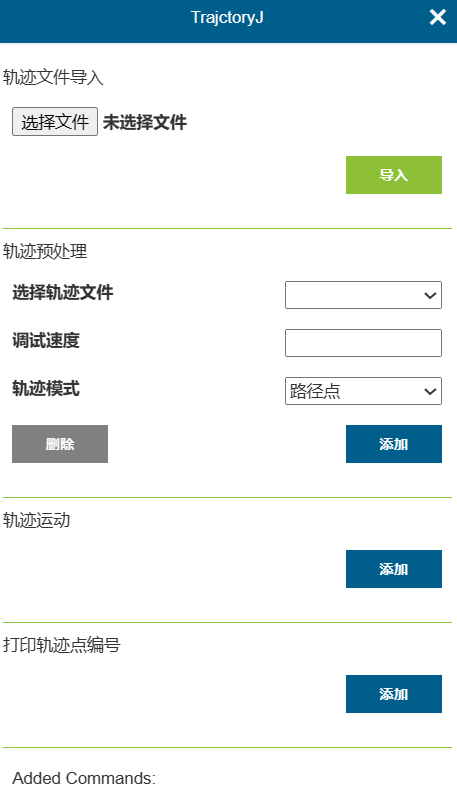 TrajctoryJ
轨迹文件导入
选择文件 未选择文件
导入
轨迹预处理
选择轨迹文件
调试速度
轨迹模式 路径点
删除 添加
轨迹运动
添加
打印轨迹点编号
添加
Added Commands: